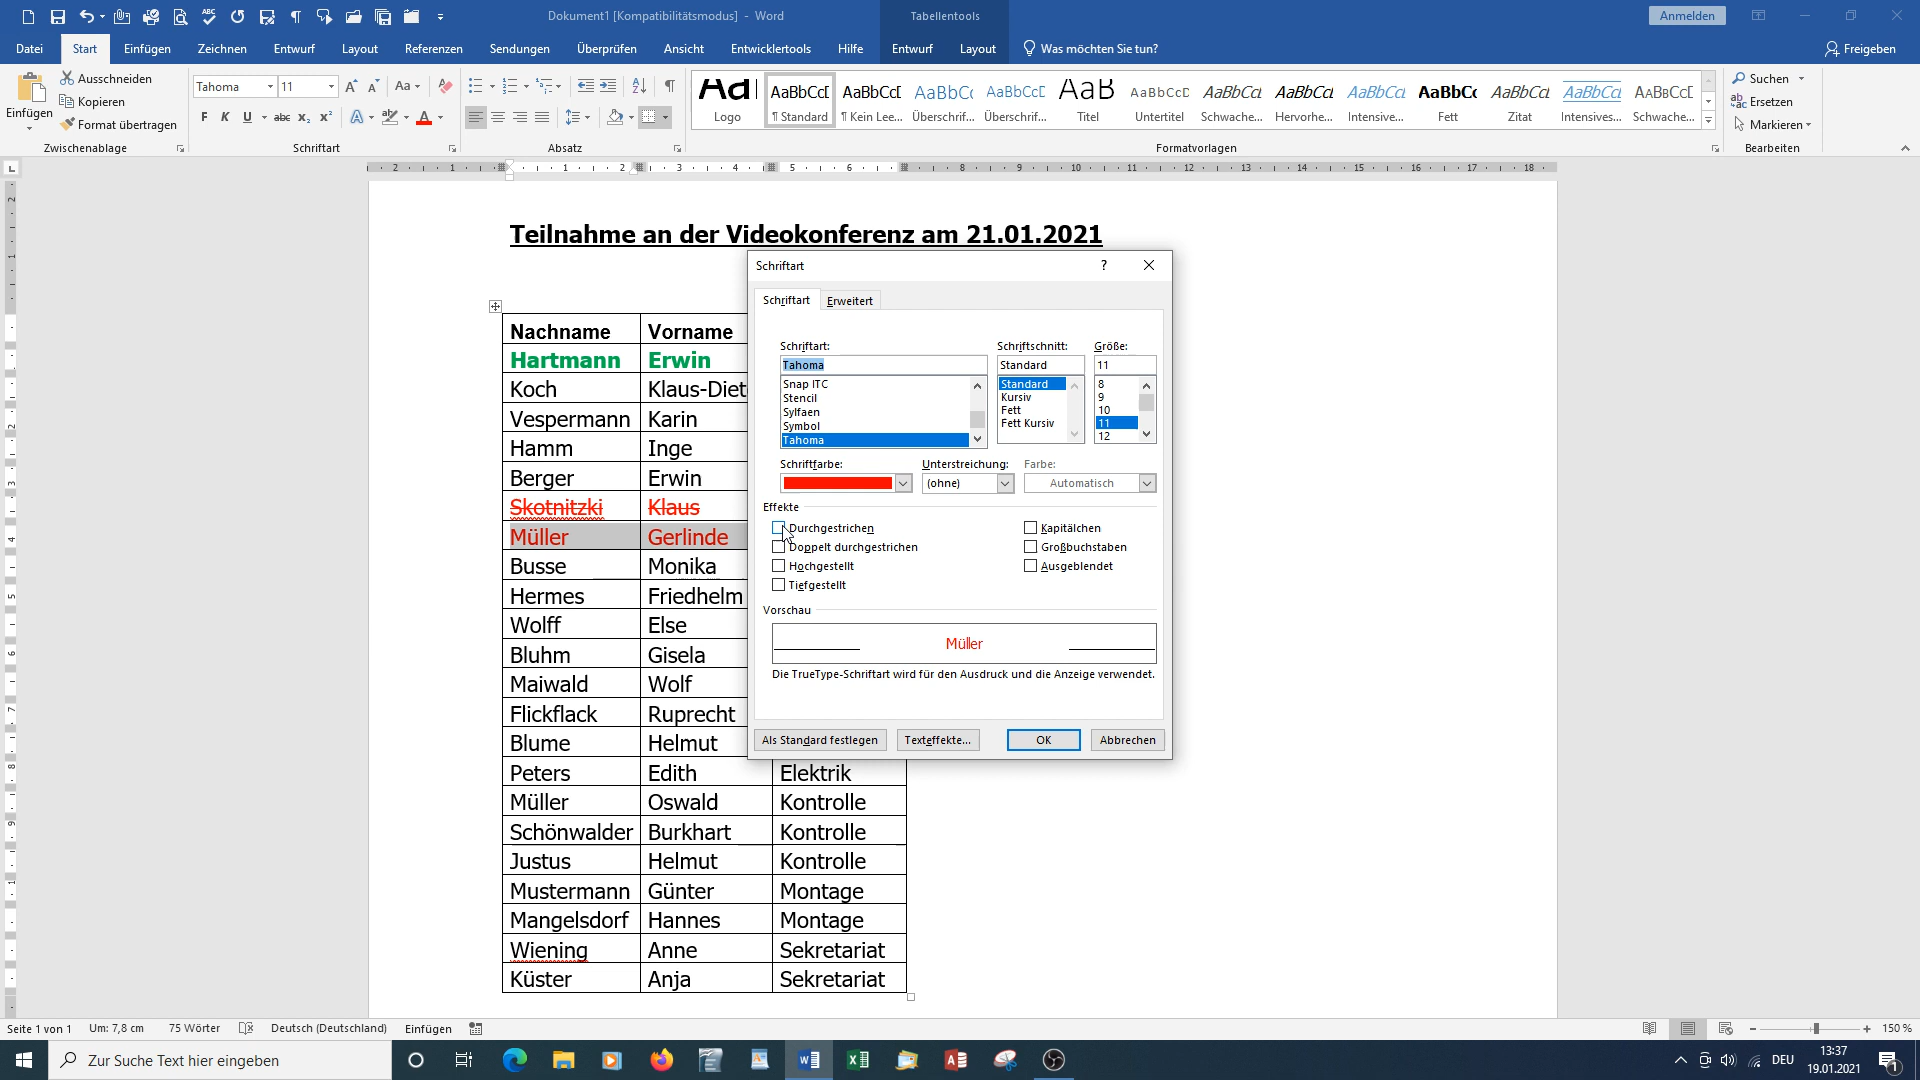 Dokument1 [Kompatibilitätsmodus] - Word
Tabellentools
Anmelden
Datei Start Einfügen Zeichnen Entwurf Layout Referenzen Sendungen Überprüfen Ansicht Entwicklertools Hilfe Entwurf Layout Was möchten Sie tun? Freigeben
Einfügen
Ausschneiden
Kopieren
Format übertragen
Zwischenablage
Tahoma 11
F K U abc x₂ x²
Schriftart
Absatz
Logo
¶ Standard
¶ Kein Lee...
Überschrif...
Überschrif...
Titel
Untertitel
Schwache...
Hervorhe...
Intensive...
Fett
Zitat
Intensives...
Schwache...
Formatvorlagen
Suchen
Ersetzen
Markieren
Bearbeiten
Teilnahme an der Videokonferenz am 21.01.2021
Nachname Vorname
Hartmann Erwin
Koch Klaus-Diet
Vespermann Karin
Hamm Inge
Berger Erwin
Skotnitzki Klaus
Müller Gerlinde
Busse Monika
Hermes Friedhelm
Wolff Else
Bluhm Gisela
Maiwald Wolf
Flickflack Ruprecht
Blume Helmut
Peters Edith Elektrik
Müller Oswald Kontrolle
Schönwalder Burkhart Kontrolle
Justus Helmut Kontrolle
Mustermann Günter Montage
Mangelsdorf Hannes Montage
Wiening Anne Sekretariat
Küster Anja Sekretariat
Schriftart
?
Schriftart Erweitert
Schriftart: Schriftschnitt: Größe:
Tahoma Standard 11
Snap ITC
Stencil
Sylfaen
Symbol
Tahoma
Standard
Kursiv
Fett
Fett Kursiv
8
9
10
11
12
Schriftfarbe: Unterstreichung: Farbe:
(ohne) Automatisch
Effekte
Durchgestrichen
Doppelt durchgestrichen
Hochgestellt
Tiefgestellt
Kapitälchen
Großbuchstaben
Ausgeblendet
Vorschau
Müller
Die TrueType-Schriftart wird für den Ausdruck und die Anzeige verwendet.
Als Standard festlegen Texteffekte... OK Abbrechen
Seite 1 von 1 Um: 7,8 cm 75 Wörter Deutsch (Deutschland) Einfügen 150 %
Zur Suche Text hier eingeben
DEU
13:37
19.01.2021
1